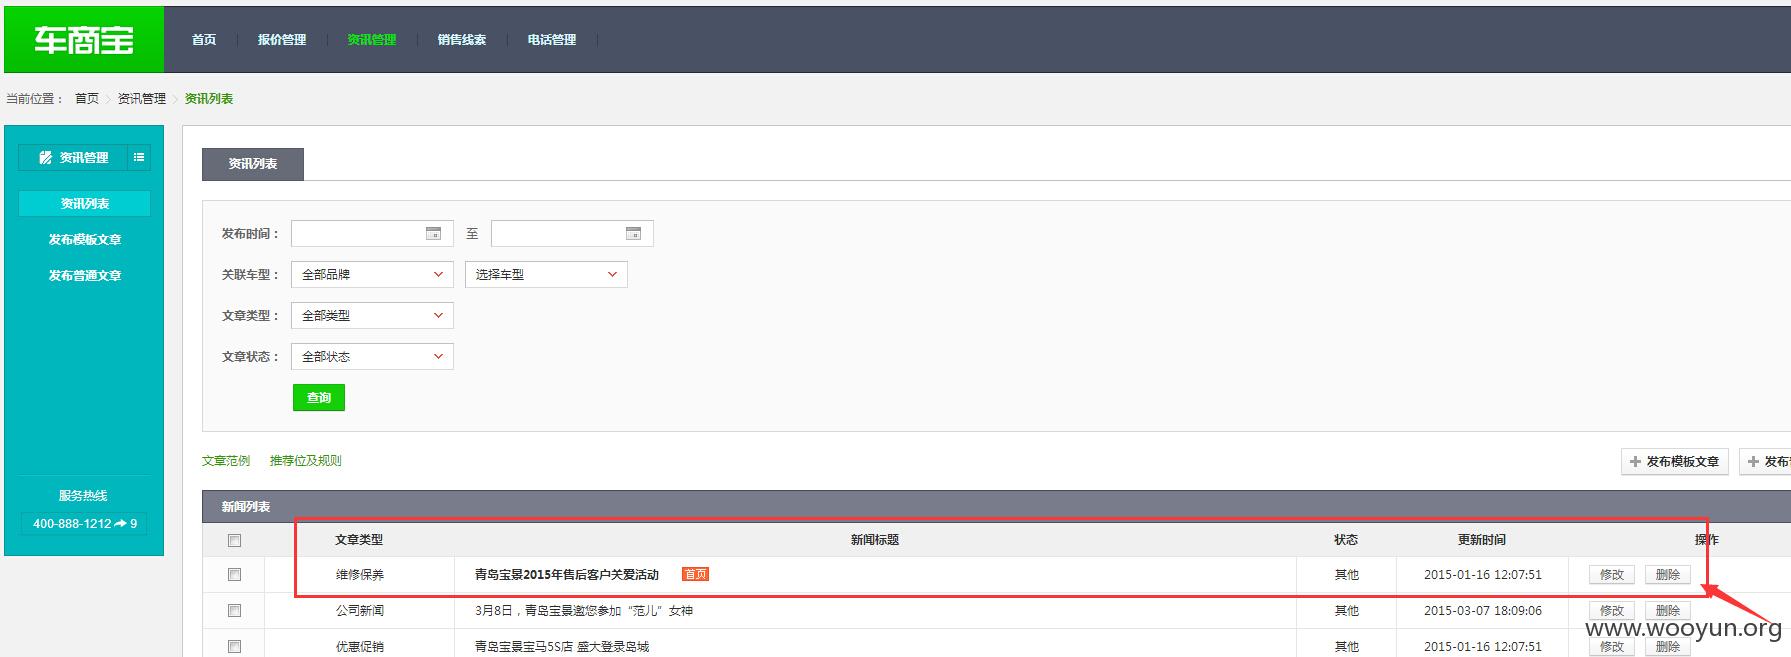 车商宝 首页 报价管理 资讯管理 销售线索 电话管理
当前位置： 首页 资讯管理 资讯列表
资讯管理
资讯列表
发布模板文章
发布普通文章
服务热线
400-888-1212 9
资讯列表
发布时间： 至
关联车型： 全部品牌 选择车型
文章类型： 全部类型
文章状态： 全部状态
查询
文章范例 推荐位及规则 发布模板文章 发布
新闻列表
文章类型 新闻标题 状态 更新时间 操作
维修保养 青岛宝景2015年售后客户关爱活动 首页 其他 2015-01-16 12:07:51 修改 删除
公司新闻 3月8日，青岛宝景邀您参加“范儿”女神 其他 2015-03-07 18:09:06 修改 删除
优惠促销 青岛宝景宝马5S店 盛大登录岛城 其他 2015-01-16 12:07:51 修改 删除
www.wooyun.org